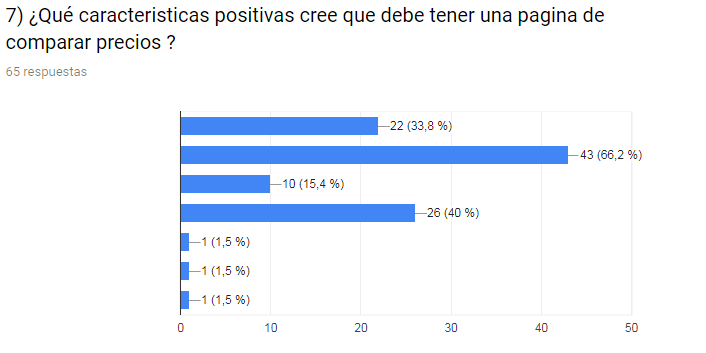 7) ¿Qué caracteristicas positivas cree que debe tener una pagina de
comparar precios ?
65 respuestas
22 (33,8 %)
43 (66,2 %)
10 (15,4 %)
26 (40 %)
1 (1,5 %)
1 (1,5 %)
1 (1,5 %)
0 10 20 30 40 50